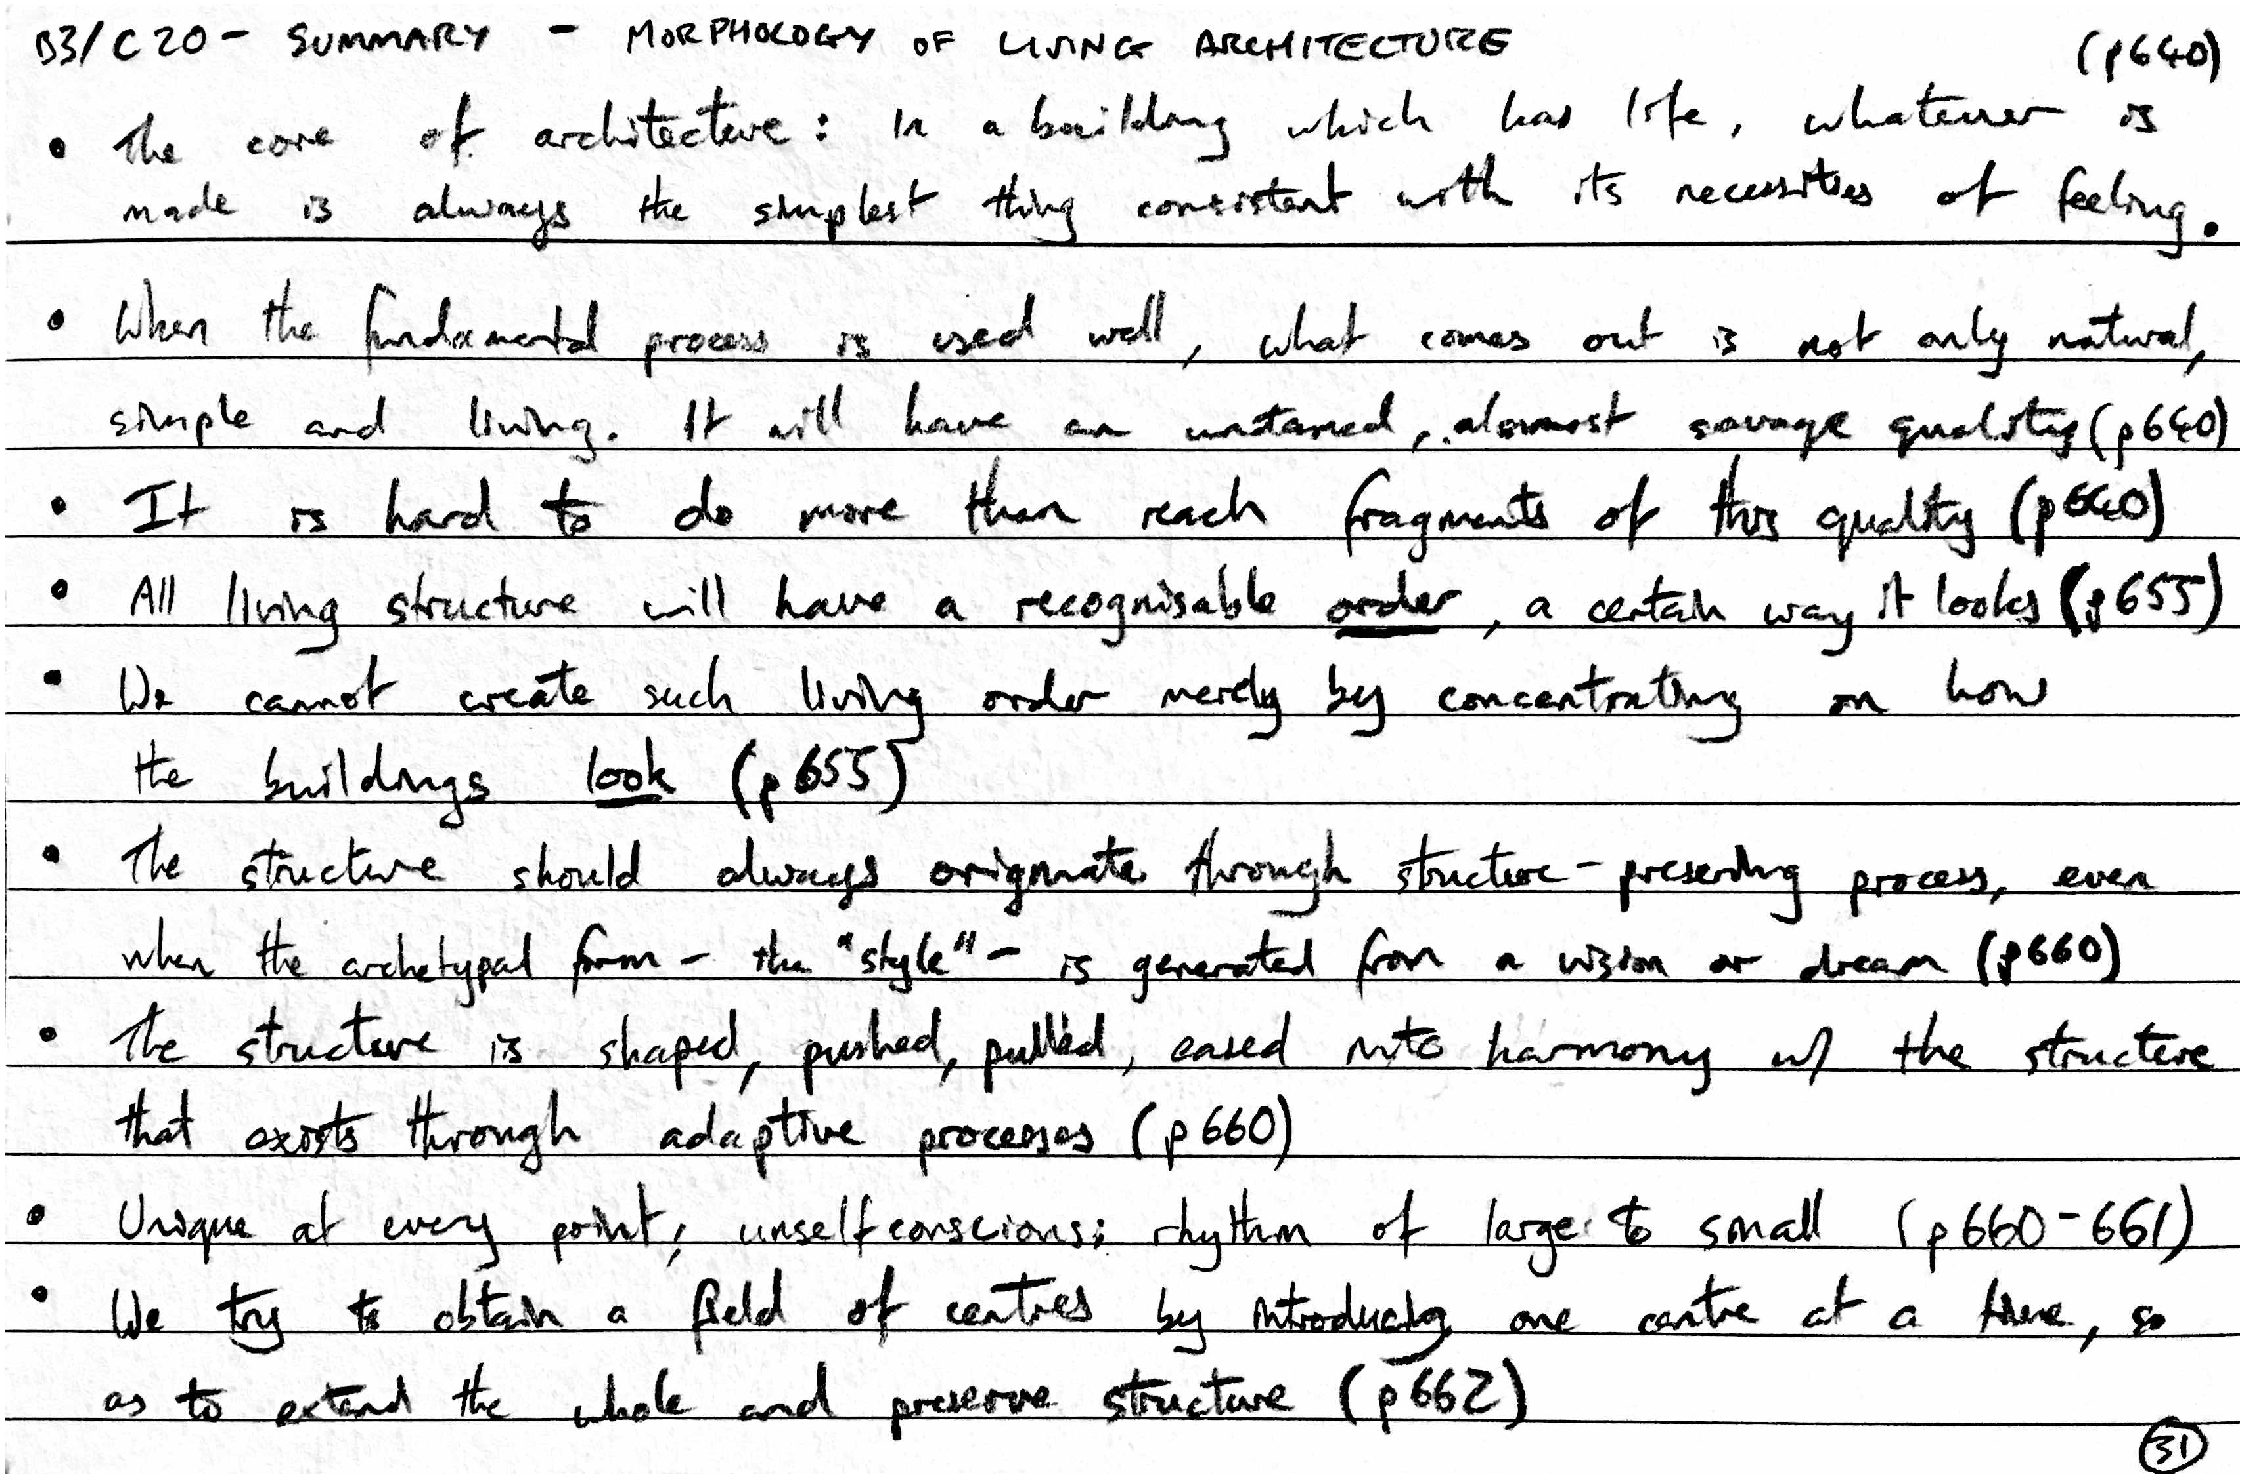 B3/C20 - SUMMARY - MORPHOLOGY OF LIVING ARCHITECTURE (p640)
• The core of architecture: In a building which has life, whatever is
made is always the simplest thing consistent with its necessities of feeling.
• When the fundamental process is used well, what comes out is not only natural,
simple and living. It will have an untamed, almost savage quality (p640)
• It is hard to do more than reach fragments of this quality (p640)
• All living structure will have a recognisable order, a certain way it looks (p655)
• We cannot create such living order merely by concentrating on how
the buildings look (p655)
• The structure should always originate through structure-preserving process, even
when the archetypal form - the "style" - is generated from a vision or dream (p660)
• The structure is shaped, pushed, pulled, eased into harmony w/ the structure
that exists through adaptive processes (p660)
• Unique at every point; unselfconscious; rhythm of large to small (p660-661)
• We try to obtain a field of centres by introducing one centre at a time, so
as to extend the whole and preserve structure (p662)
31